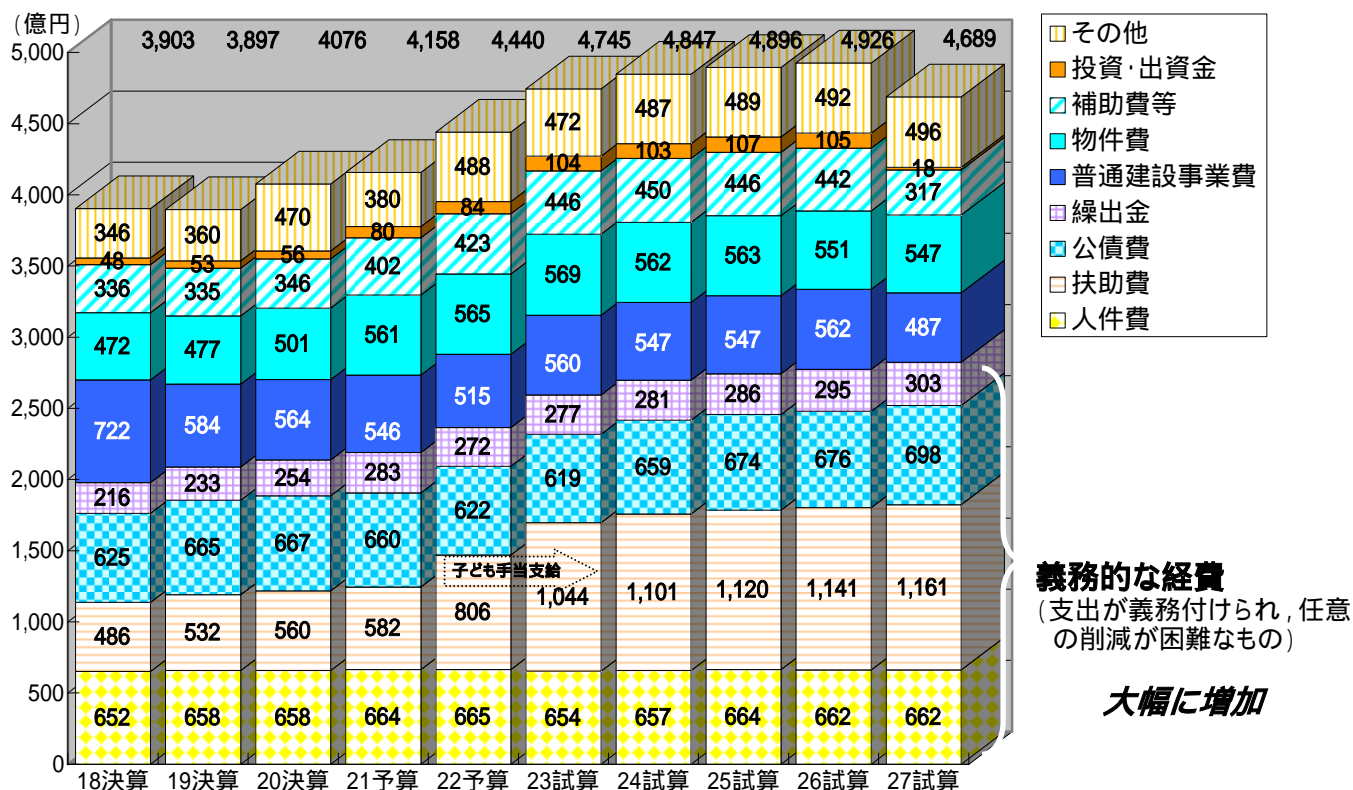 (億円)
3,903 3,897 4076 4,158 4,440 4,745 4,847 4,896 4,926 4,689
5,000
4,500
4,000
3,500
3,000
2,500
2,000
1,500
1,000
500
0
346 360 470 380 488 472 487 489 492 496
48 53 56 80 84 104 103 107 105 18
336 335 346 402 423 446 450 446 442 317
472 477 501 561 565 569 562 563 551 547
722 584 564 546 515 560 547 547 562 487
216 233 254 283 272 277 281 286 295 303
625 665 667 660 622 619 659 674 676 698
子ども手当支給
486 532 560 582 806 1,044 1,101 1,120 1,141 1,161
652 658 658 664 665 654 657 664 662 662
18決算 19決算 20決算 21予算 22予算 23試算 24試算 25試算 26試算 27試算
その他
投資・出資金
補助費等
物件費
普通建設事業費
繰出金
公債費
扶助費
人件費
義務的な経費
(支出が義務付けられ,任意
の削減が困難なもの)
大幅に増加